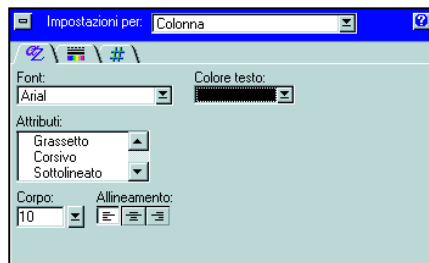 Impostazioni per: Colonna
Font: Colore testo:
Arial
Attributi:
Grassetto
Corsivo
Sottolineato
Corpo: Allineamento:
10